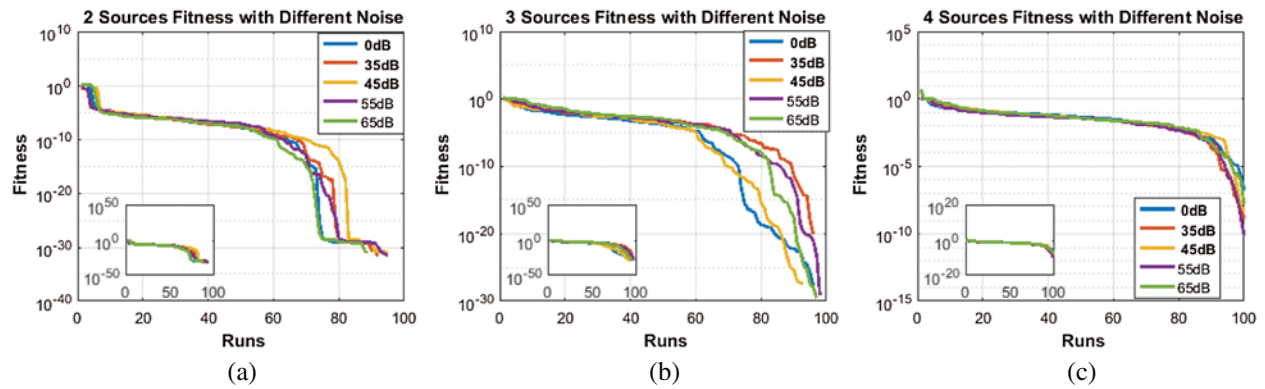 2 Sources Fitness with Different Noise
10^10
10^0
10^-10
10^-20
10^-30
10^-40
Fitness
0dB
35dB
45dB
55dB
65dB
10^50
10^0
10^-50
0 50 100
0 20 40 60 80 100
Runs
(a)
3 Sources Fitness with Different Noise
10^10
10^0
10^-10
10^-20
10^-30
Fitness
0dB
35dB
45dB
55dB
65dB
10^50
10^0
10^-50
0 50 100
0 20 40 60 80 100
Runs
(b)
4 Sources Fitness with Different Noise
10^5
10^0
10^-5
10^-10
10^-15
Fitness
0dB
35dB
45dB
55dB
65dB
10^20
10^0
10^-20
0 50 100
0 20 40 60 80 100
Runs
(c)